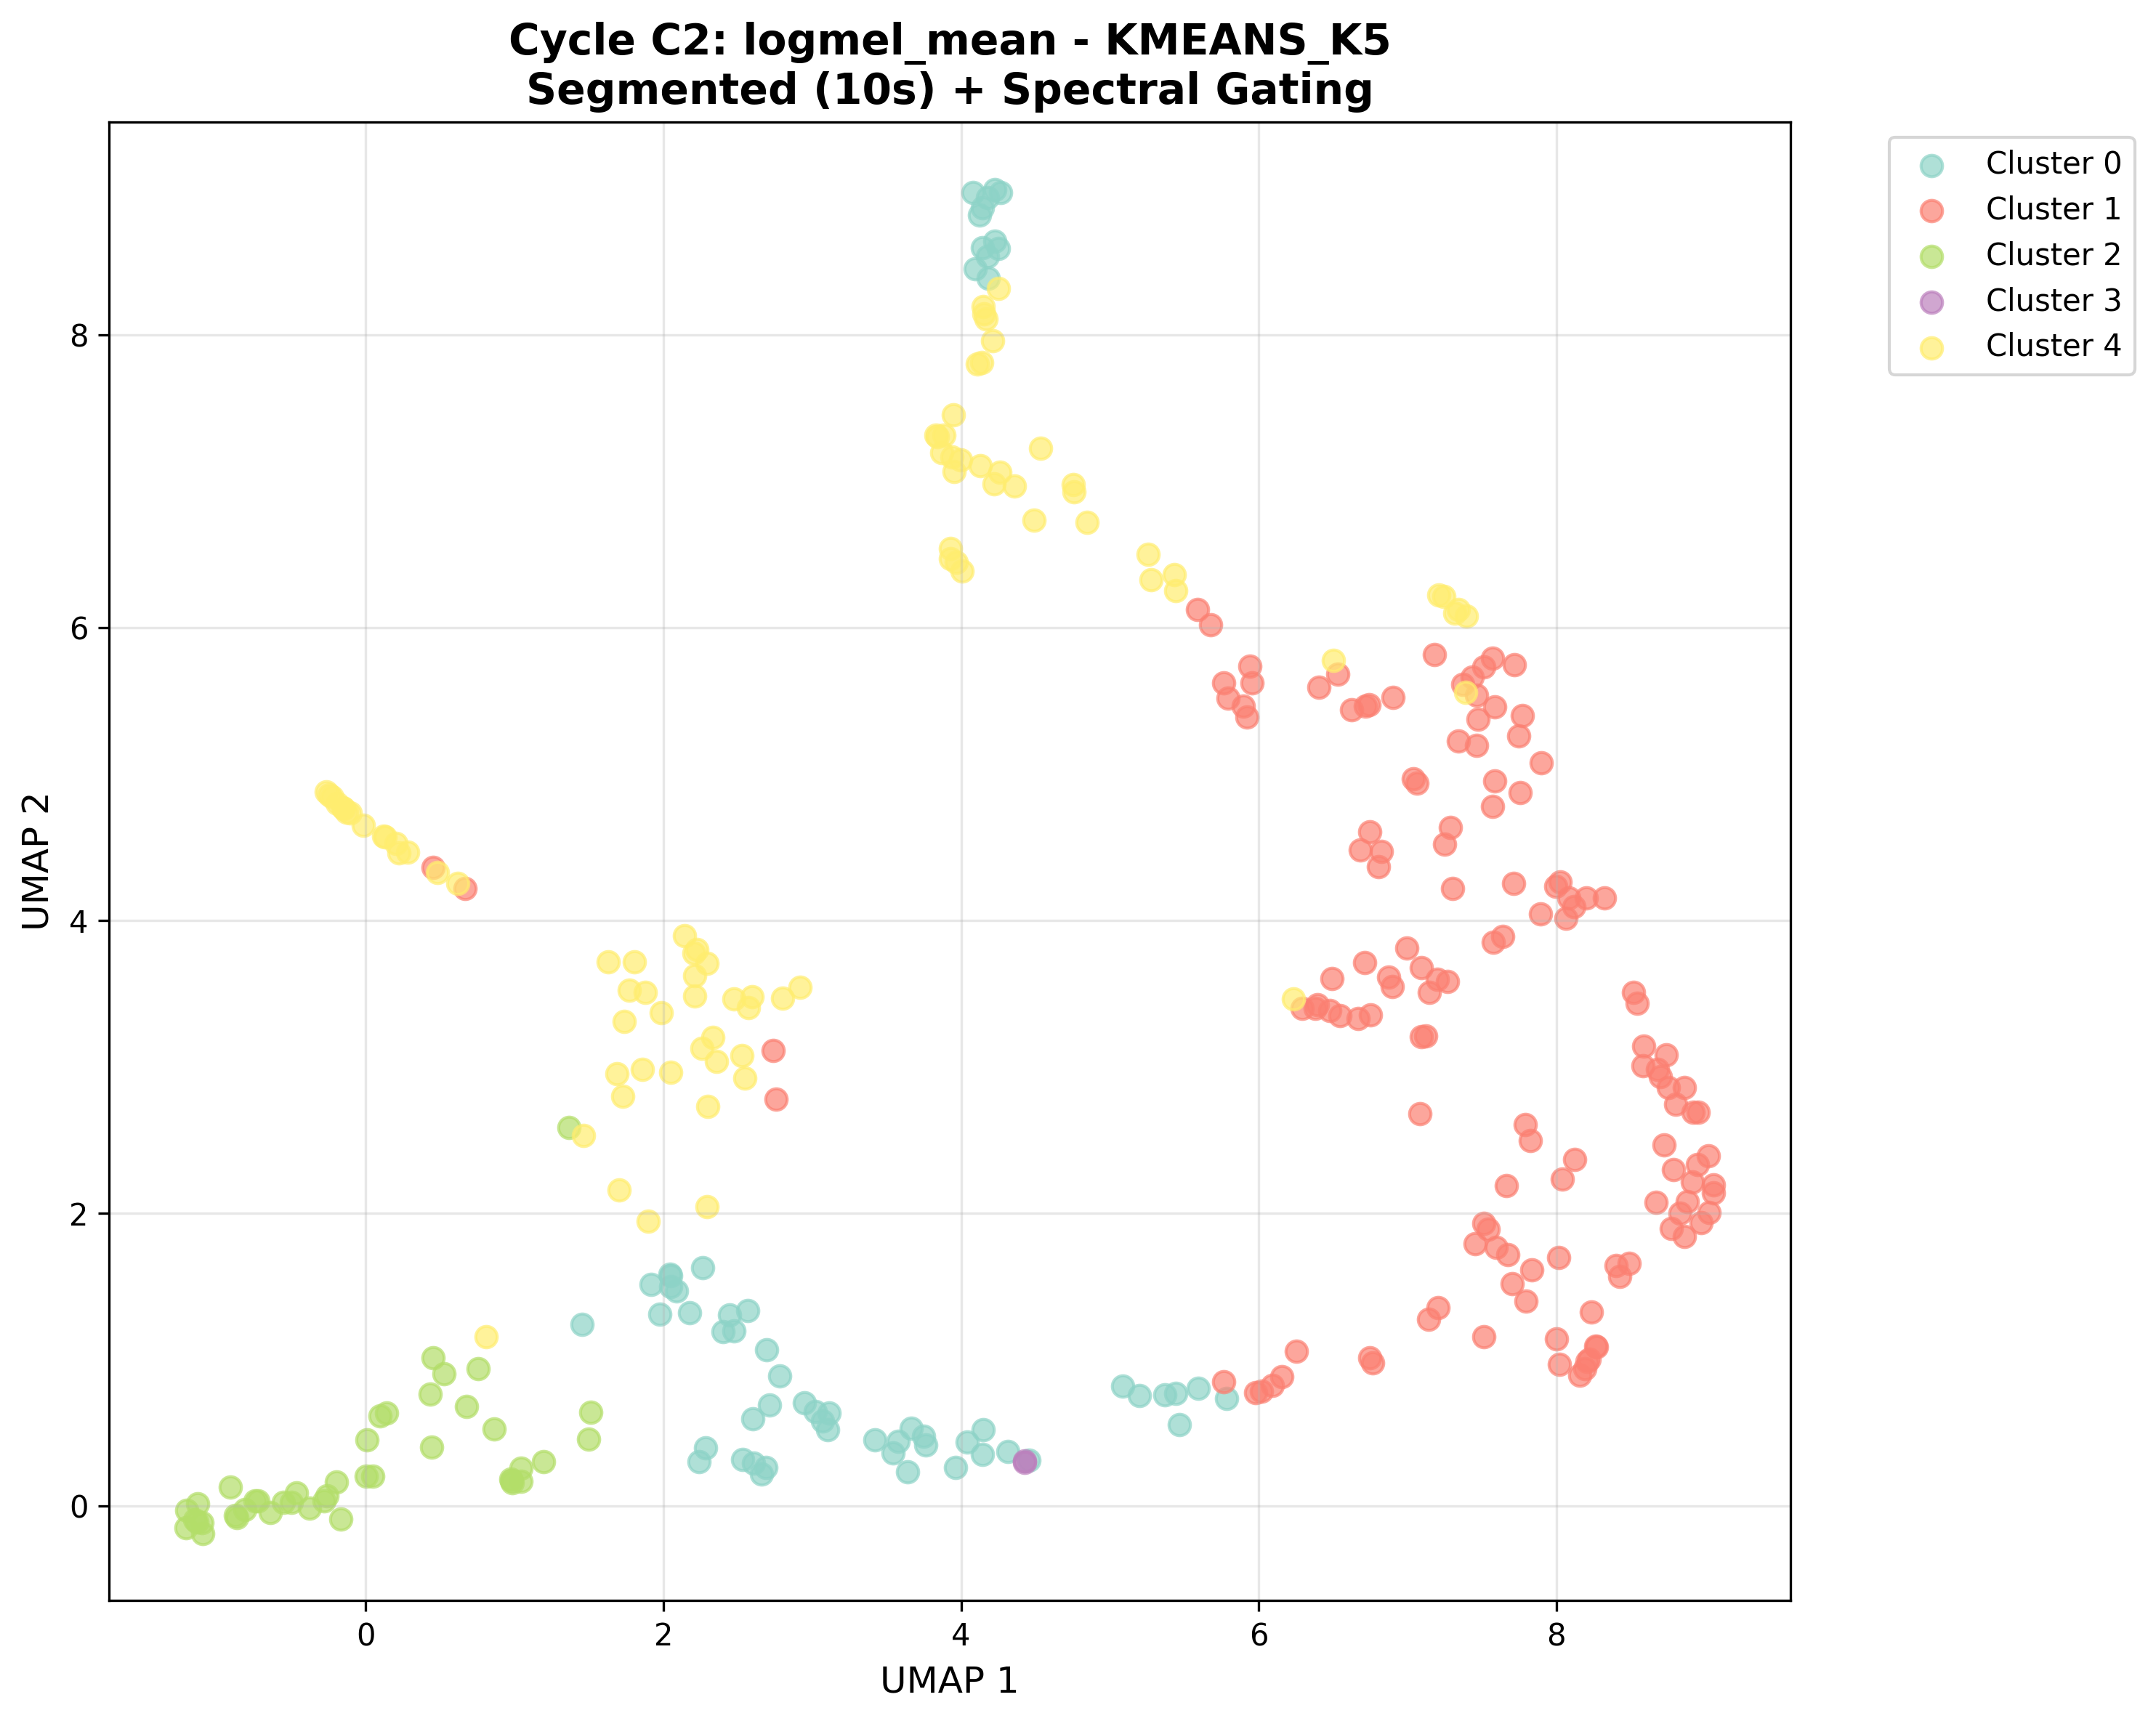 Cycle C2: logmel_mean - KMEANS_K5
Segmented (10s) + Spectral Gating
Cluster 0
Cluster 1
Cluster 2
Cluster 3
Cluster 4
8
6
4
2
0
UMAP 2
0 2 4 6 8
UMAP 1